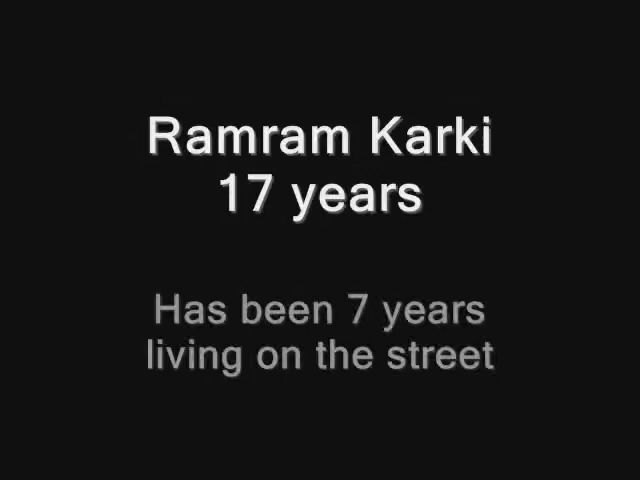 Ramram Karki
17 years
Has been 7 years
living on the street